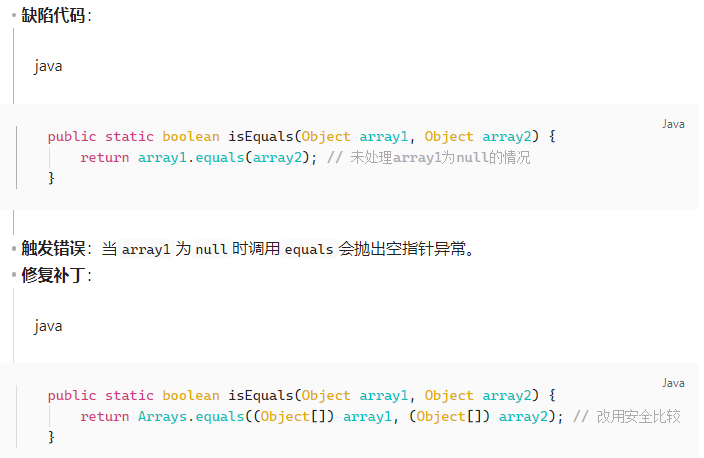 缺陷代码：
java
Java
public static boolean isEquals(Object array1, Object array2) {
return array1.equals(array2); // 未处理array1为null的情况
}
触发错误：当 array1 为 null 时调用 equals 会抛出空指针异常。
修复补丁：
java
Java
public static boolean isEquals(Object array1, Object array2) {
return Arrays.equals((Object[]) array1, (Object[]) array2); // 改用安全比较
}